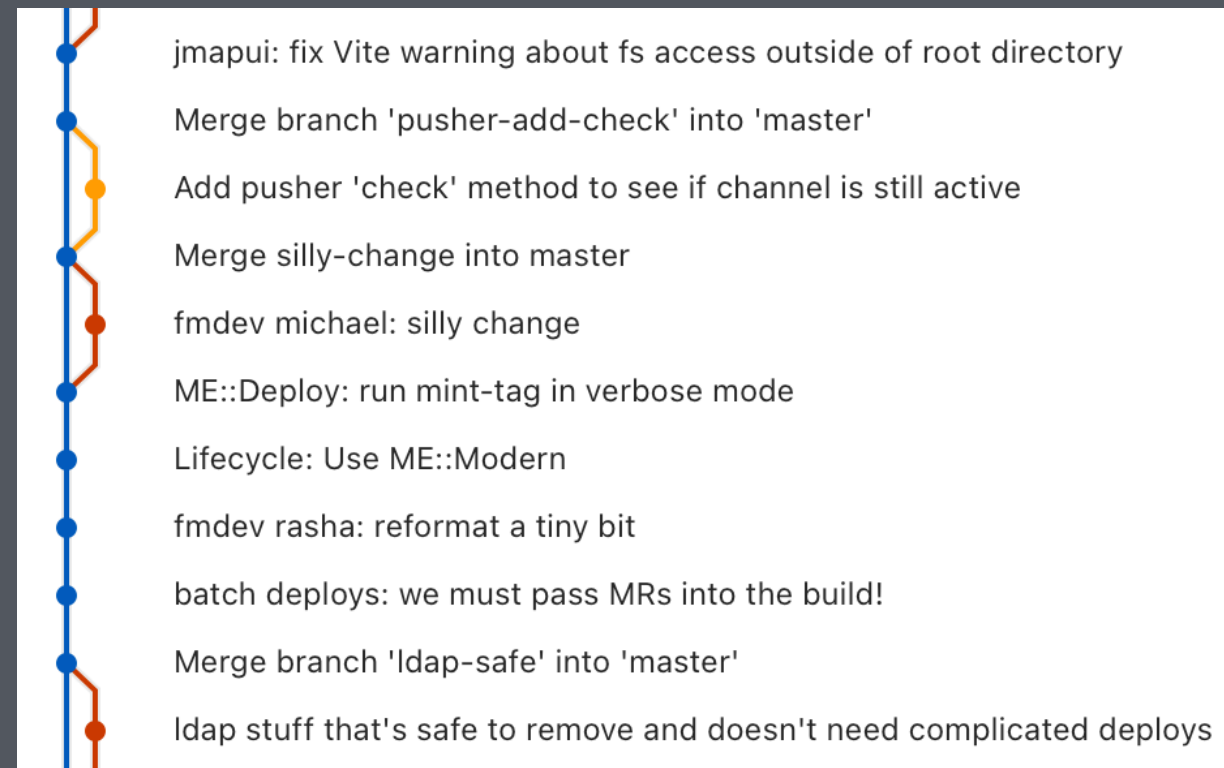 jmapui: fix Vite warning about fs access outside of root directory
Merge branch 'pusher-add-check' into 'master'
Add pusher 'check' method to see if channel is still active
Merge silly-change into master
fmdev michael: silly change
ME::Deploy: run mint-tag in verbose mode
Lifecycle: Use ME::Modern
fmdev rasha: reformat a tiny bit
batch deploys: we must pass MRs into the build!
Merge branch 'ldap-safe' into 'master'
ldap stuff that's safe to remove and doesn't need complicated deploys